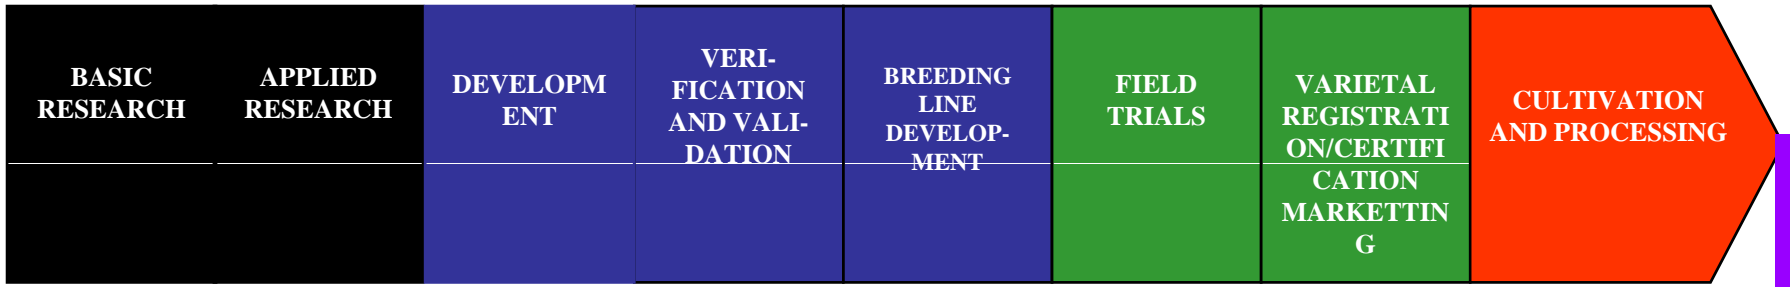 BASIC
RESEARCH
APPLIED
RESEARCH
DEVELOPM
ENT
VERI-
FICATION
AND VALI-
DATION
BREEDING
LINE
DEVELOP-
MENT
FIELD
TRIALS
VARIETAL
REGISTRATI
ON/CERTIFI
CATION
MARKETTIN
G
CULTIVATION
AND PROCESSING